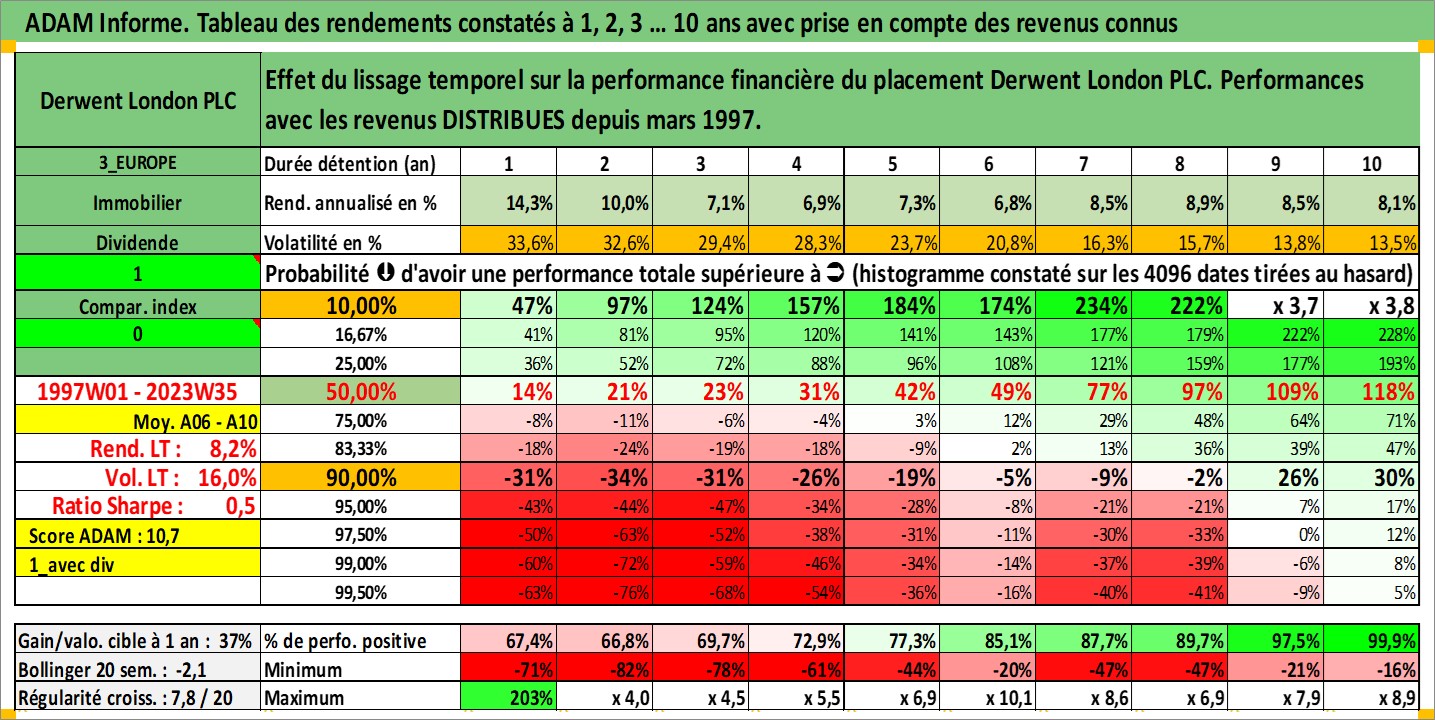 ADAM Informe. Tableau des rendements constatés à 1, 2, 3 ... 10 ans avec prise en compte des revenus connus
Derwent London PLC
Effet du lissage temporel sur la performance financière du placement Derwent London PLC. Performances
avec les revenus DISTRIBUES depuis mars 1997.
3_EUROPE Durée détention (an) 1 2 3 4 5 6 7 8 9 10
Immobilier Rend. annualisé en % 14,3% 10,0% 7,1% 6,9% 7,3% 6,8% 8,5% 8,9% 8,5% 8,1%
Dividende Volatilité en % 33,6% 32,6% 29,4% 28,3% 23,7% 20,8% 16,3% 15,7% 13,8% 13,5%
1 Probabilité ⬇ d'avoir une performance totale supérieure à ➲ (histogramme constaté sur les 4096 dates tirées au hasard)
Compar. index 10,00% 47% 97% 124% 157% 184% 174% 234% 222% x 3,7 x 3,8
0 16,67% 41% 81% 95% 120% 141% 143% 177% 179% 222% 228%
25,00% 36% 52% 72% 88% 96% 108% 121% 159% 177% 193%
1997W01 - 2023W35 50,00% 14% 21% 23% 31% 42% 49% 77% 97% 109% 118%
Moy. A06 - A10 75,00% -8% -11% -6% -4% 3% 12% 29% 48% 64% 71%
Rend. LT : 8,2% 83,33% -18% -24% -19% -18% -9% 2% 13% 36% 39% 47%
Vol. LT : 16,0% 90,00% -31% -34% -31% -26% -19% -5% -9% -2% 26% 30%
Ratio Sharpe : 0,5 95,00% -43% -44% -47% -34% -28% -8% -21% -21% 7% 17%
Score ADAM : 10,7 97,50% -50% -63% -52% -38% -31% -11% -30% -33% 0% 12%
1_avec div 99,00% -60% -72% -59% -46% -34% -14% -37% -39% -6% 8%
99,50% -63% -76% -68% -54% -36% -16% -40% -41% -9% 5%
Gain/valo. cible à 1 an : 37% % de perfo. positive 67,4% 66,8% 69,7% 72,9% 77,3% 85,1% 87,7% 89,7% 97,5% 99,9%
Bollinger 20 sem. : -2,1 Minimum -71% -82% -78% -61% -44% -20% -47% -47% -21% -16%
Régularité croiss. : 7,8 / 20 Maximum 203% x 4,0 x 4,5 x 5,5 x 6,9 x 10,1 x 8,6 x 6,9 x 7,9 x 8,9